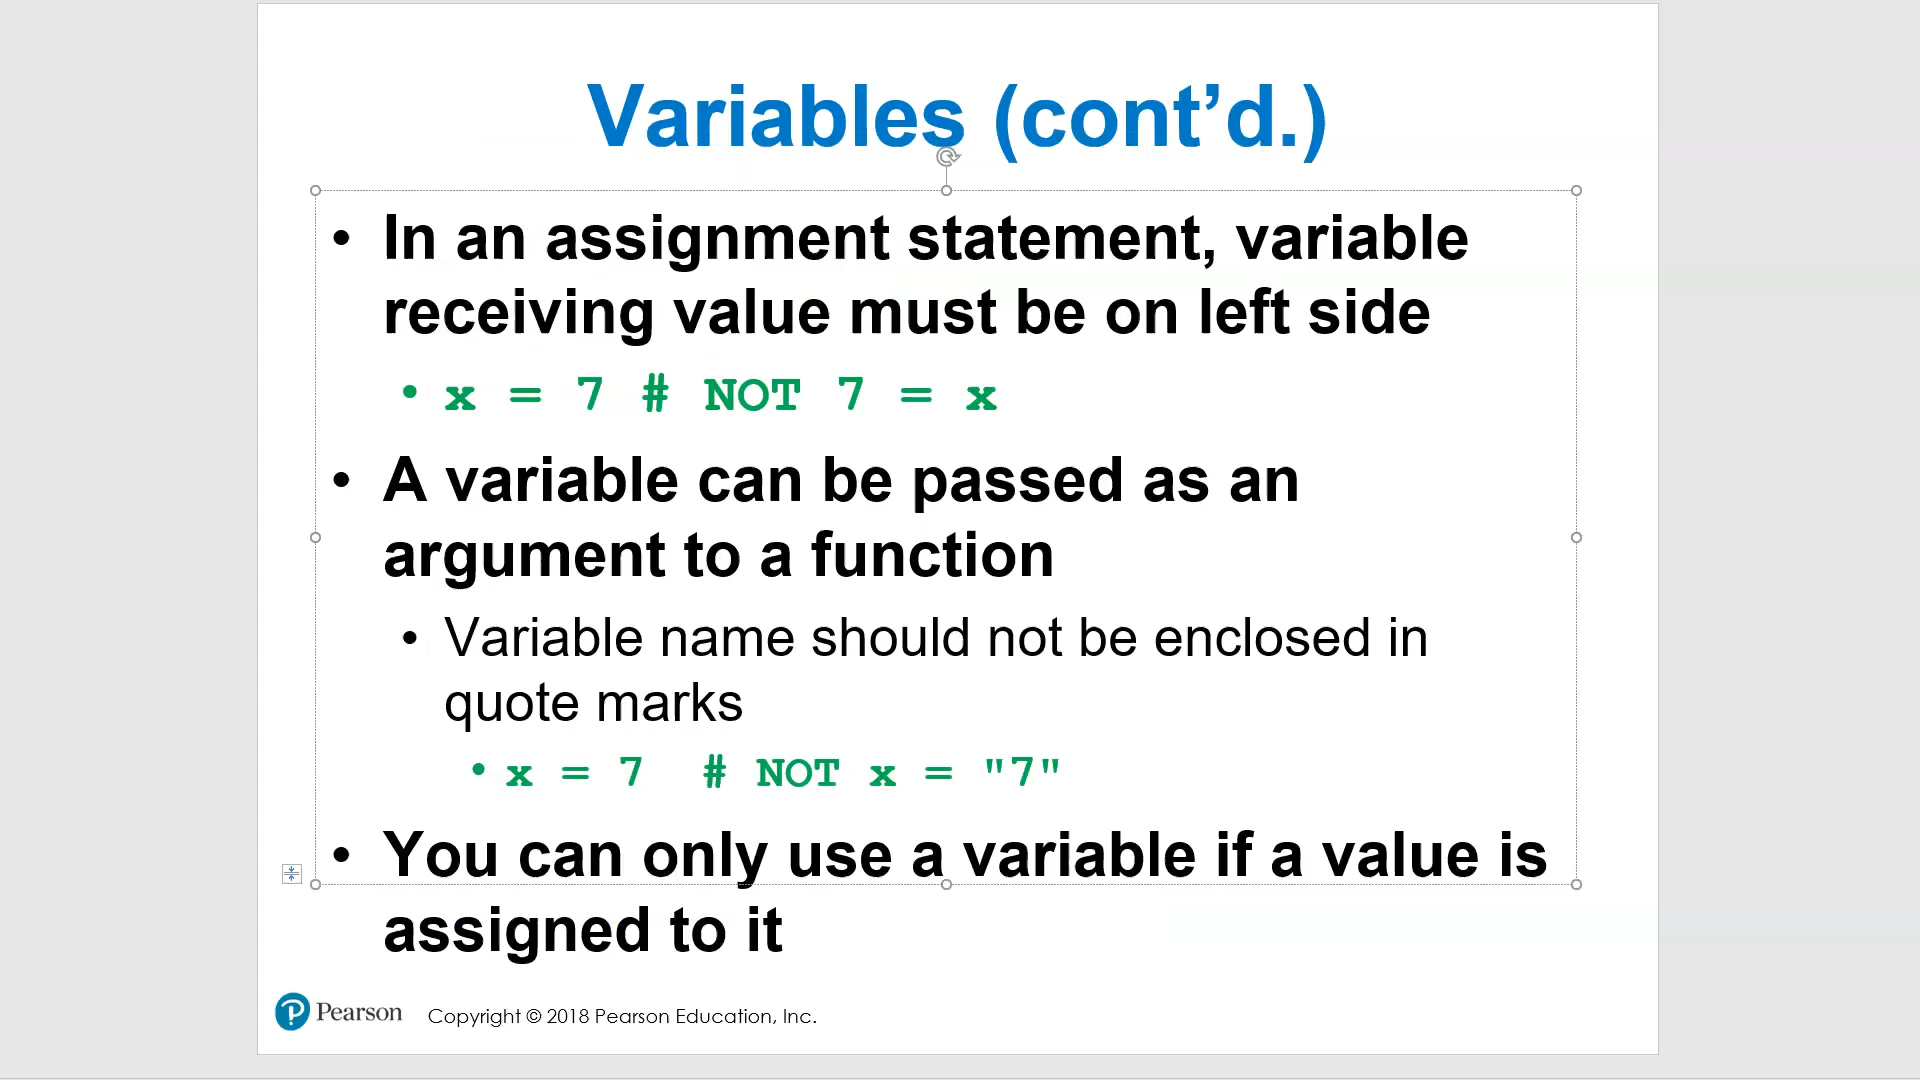 Variables (cont’d.)
• In an assignment statement, variable
receiving value must be on left side
• x = 7 # NOT 7 = x
• A variable can be passed as an
argument to a function
• Variable name should not be enclosed in
quote marks
• x = 7  # NOT x = "7"
• You can only use a variable if a value is
assigned to it
Pearson
Copyright © 2018 Pearson Education, Inc.